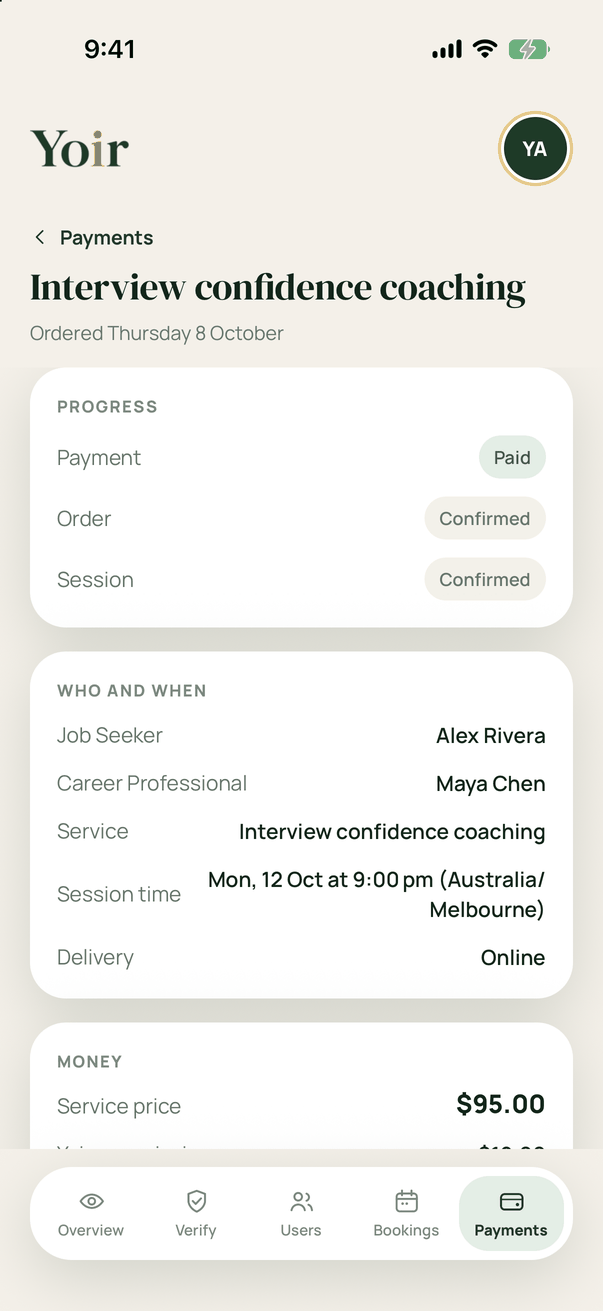 9:41
Yoir
YA
Payments
Interview confidence coaching
Ordered Thursday 8 October
PROGRESS
Payment Paid
Order Confirmed
Session Confirmed
WHO AND WHEN
Job Seeker Alex Rivera
Career Professional Maya Chen
Service Interview confidence coaching
Session time Mon, 12 Oct at 9:00 pm (Australia/
Melbourne)
Delivery Online
MONEY
Service price $95.00
Overview Verify Users Bookings Payments